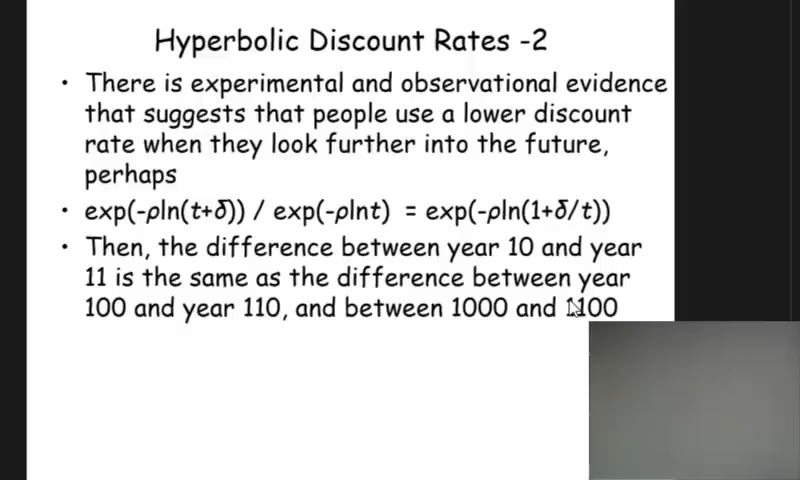 Hyperbolic Discount Rates -2
• There is experimental and observational evidence
that suggests that people use a lower discount
rate when they look further into the future,
perhaps
• exp(-ρln(t+δ)) / exp(-ρlnt) = exp(-ρln(1+δ/t))
• Then, the difference between year 10 and year
11 is the same as the difference between year
100 and year 110, and between 1000 and 1100